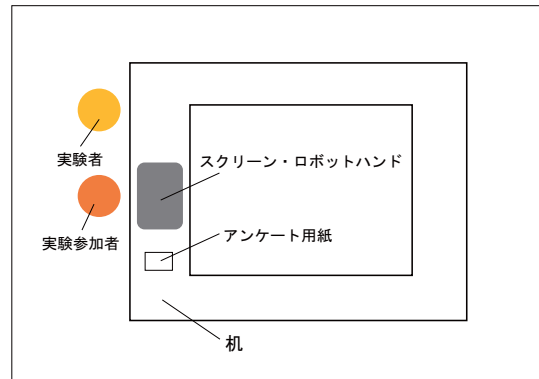 実験者
スクリーン・ロボットハンド
実験参加者
アンケート用紙
机